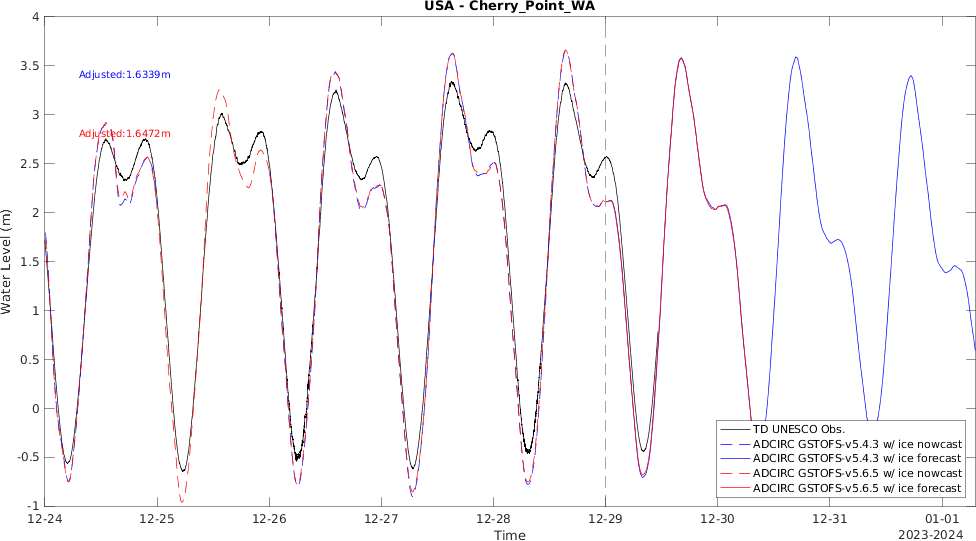 USA - Cherry_Point_WA
4
3.5
3
2.5
2
1.5
1
0.5
0
-0.5
-1
Water Level (m)
Adjusted:1.6339m
Adjusted:1.6472m
TD UNESCO Obs.
ADCIRC GSTOFS-v5.4.3 w/ ice nowcast
ADCIRC GSTOFS-v5.4.3 w/ ice forecast
ADCIRC GSTOFS-v5.6.5 w/ ice nowcast
ADCIRC GSTOFS-v5.6.5 w/ ice forecast
12-24 12-25 12-26 12-27 12-28 12-29 12-30 12-31 01-01
Time
2023-2024